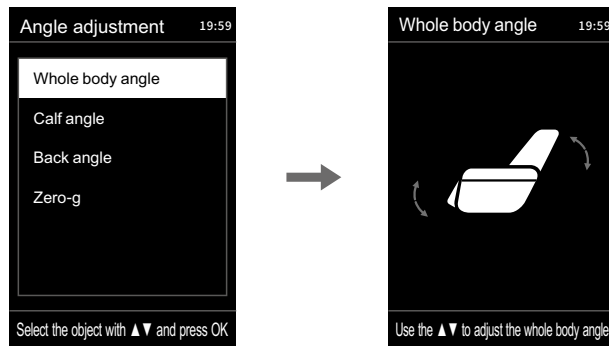 Angle adjustment 19:59
Whole body angle
Calf angle
Back angle
Zero-g
Select the object with ▲▼ and press OK
Whole body angle 19:59
Use the ▲▼ to adjust the whole body angle